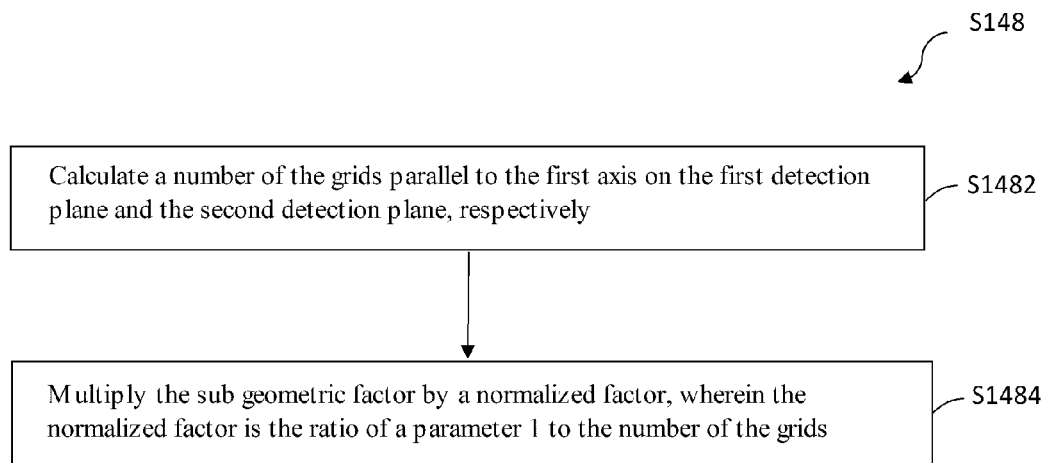 S148
Calculate a number of the grids parallel to the first axis on the first detection
plane and the second detection plane, respectively
S1482
Multiply the sub geometric factor by a normalized factor, wherein the
normalized factor is the ratio of a parameter 1 to the number of the grids
S1484